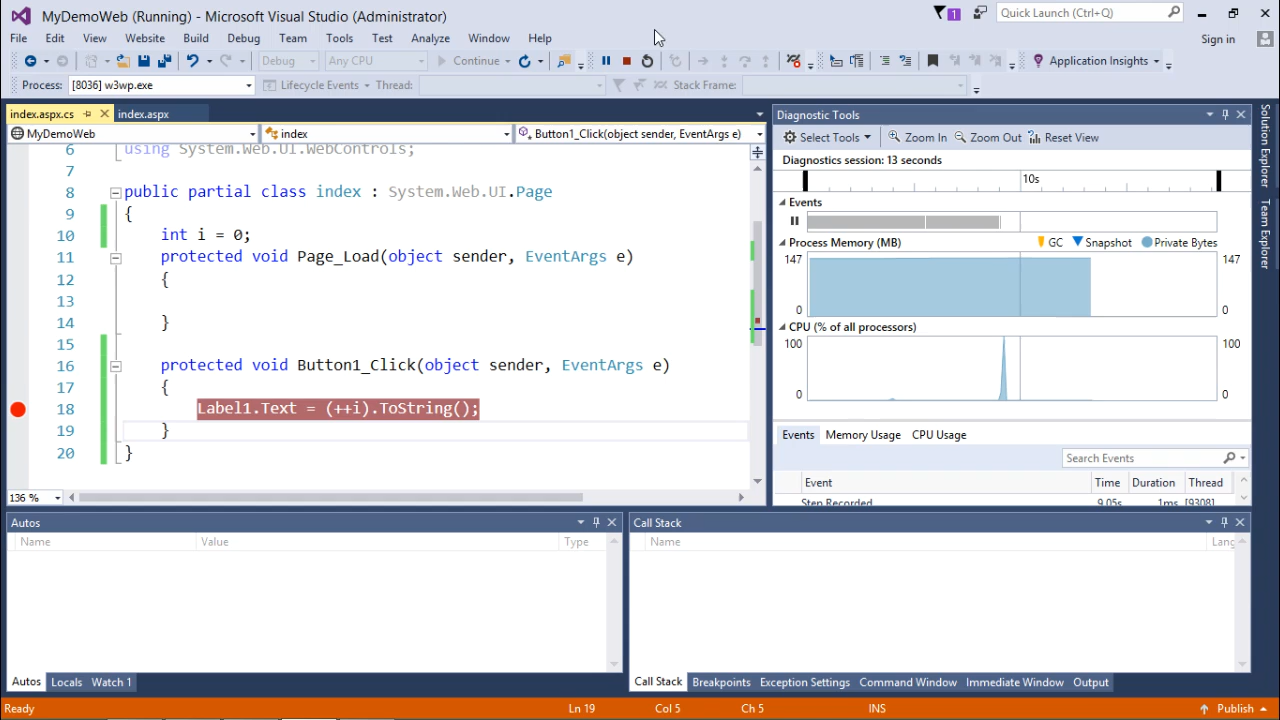 MyDemoWeb (Running) - Microsoft Visual Studio (Administrator)
1
Quick Launch (Ctrl+Q)
File Edit View Website Build Debug Team Tools Test Analyze Window Help
Sign in
Debug Any CPU Continue Application Insights
Process: [8036] w3wp.exe Lifecycle Events Thread: Stack Frame:
index.aspx.cs index.aspx
MyDemoWeb index Button1_Click(object sender, EventArgs e)
6 using System.Web.UI.WebControls;
7
8 public partial class index : System.Web.UI.Page
9 {
10 int i = 0;
11 protected void Page_Load(object sender, EventArgs e)
12 {
13
14 }
15
16 protected void Button1_Click(object sender, EventArgs e)
17 {
18 Label1.Text = (++i).ToString();
19 }
20 }
136 %
Diagnostic Tools
Select Tools Zoom In Zoom Out Reset View
Diagnostics session: 13 seconds
10s
Events
Process Memory (MB) GC Snapshot Private Bytes
147 147
0 0
CPU (% of all processors)
100 100
0 0
Events Memory Usage CPU Usage
Search Events
Event Time Duration Thread
Step Recorded 9.05s 1ms [9308]
Solution Explorer
Team Explorer
Autos
Name Value Type
Autos Locals Watch 1
Call Stack
Name Lang
Call Stack Breakpoints Exception Settings Command Window Immediate Window Output
Ready Ln 19 Col 5 Ch 5 INS Publish